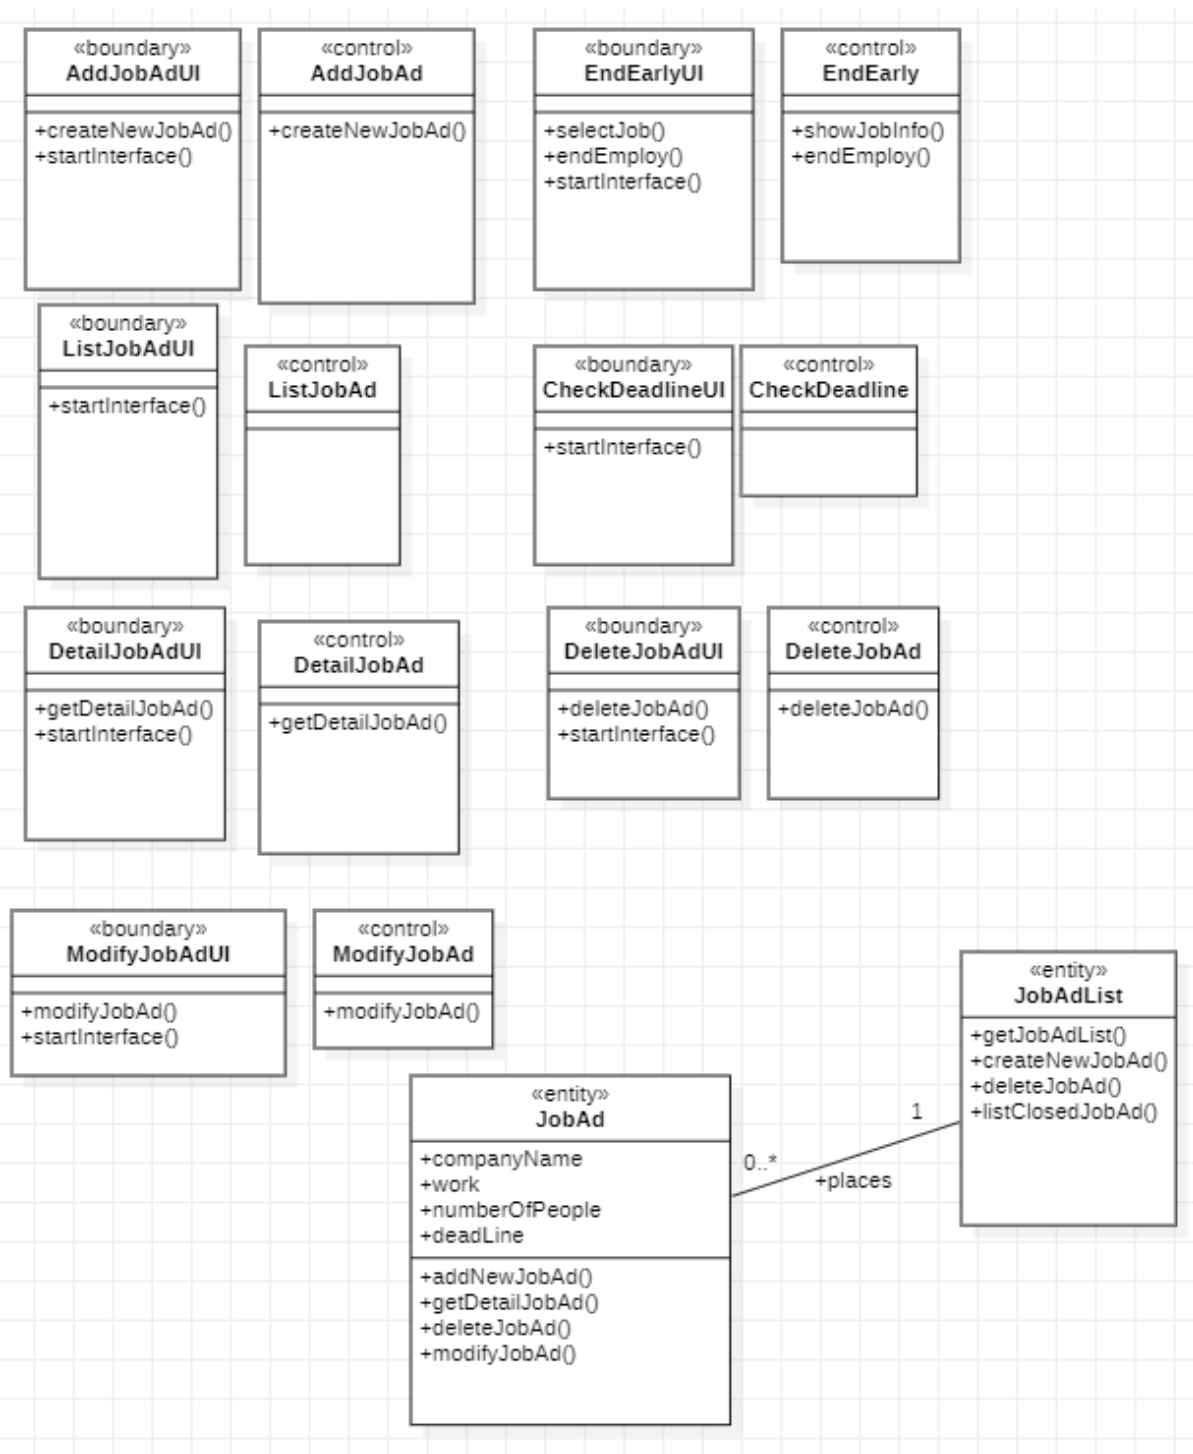 «boundary»
AddJobAdUI
+createNewJobAd()
+startInterface()
«control»
AddJobAd
+createNewJobAd()
«boundary»
EndEarlyUI
+selectJob()
+endEmploy()
+startInterface()
«control»
EndEarly
+showJobInfo()
+endEmploy()
«boundary»
ListJobAdUI
+startInterface()
«control»
ListJobAd
«boundary»
CheckDeadlineUI
+startInterface()
«control»
CheckDeadline
«boundary»
DetailJobAdUI
+getDetailJobAd()
+startInterface()
«control»
DetailJobAd
+getDetailJobAd()
«boundary»
DeleteJobAdUI
+deleteJobAd()
+startInterface()
«control»
DeleteJobAd
+deleteJobAd()
«boundary»
ModifyJobAdUI
+modifyJobAd()
+startInterface()
«control»
ModifyJobAd
+modifyJobAd()
«entity»
JobAdList
+getJobAdList()
+createNewJobAd()
+deleteJobAd()
+listClosedJobAd()
«entity»
JobAd
+companyName
+work
+numberOfPeople
+deadLine
+addNewJobAd()
+getDetailJobAd()
+deleteJobAd()
+modifyJobAd()
1
0..*
+places